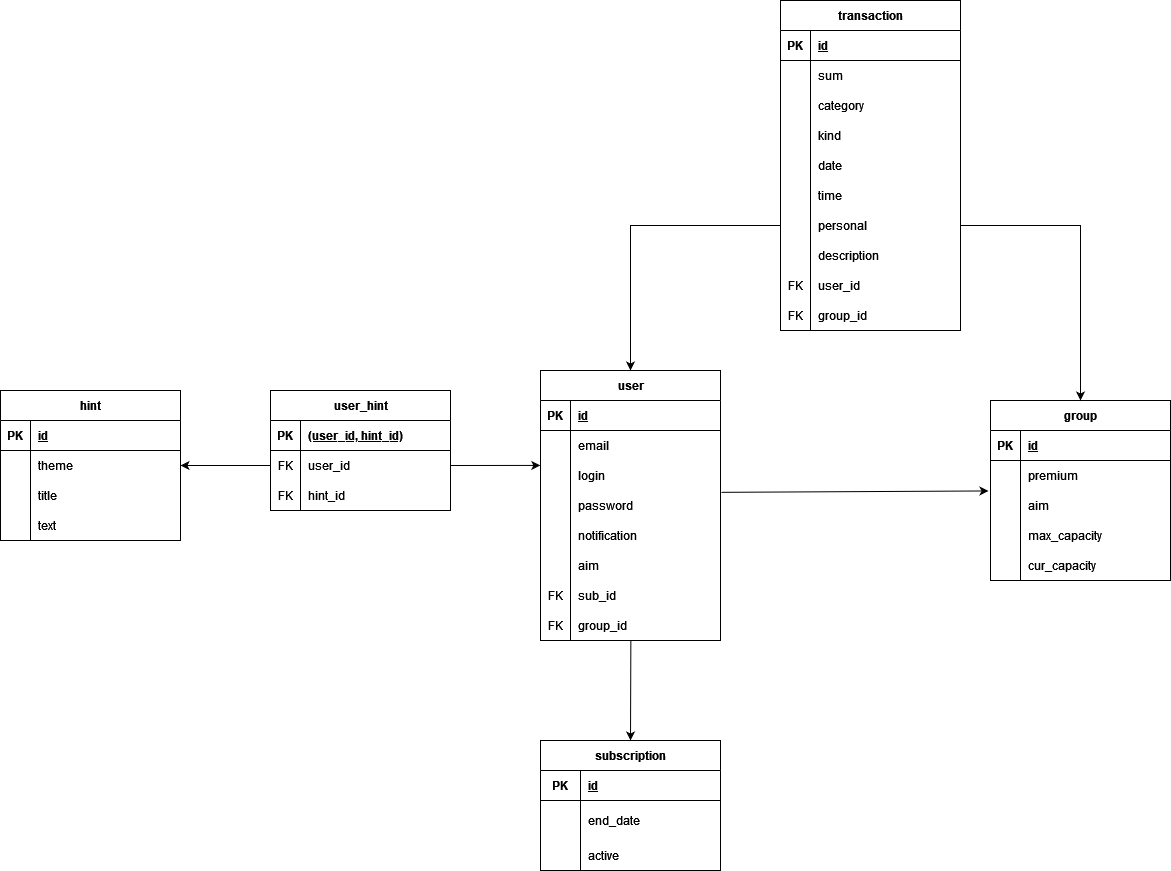 transaction
PK id
sum
category
kind
date
time
personal
description
FK user_id
FK group_id
hint
PK id
theme
title
text
user_hint
PK (user_id, hint_id)
FK user_id
FK hint_id
user
PK id
email
login
password
notification
aim
FK sub_id
FK group_id
group
PK id
premium
aim
max_capacity
cur_capacity
subscription
PK id
end_date
active